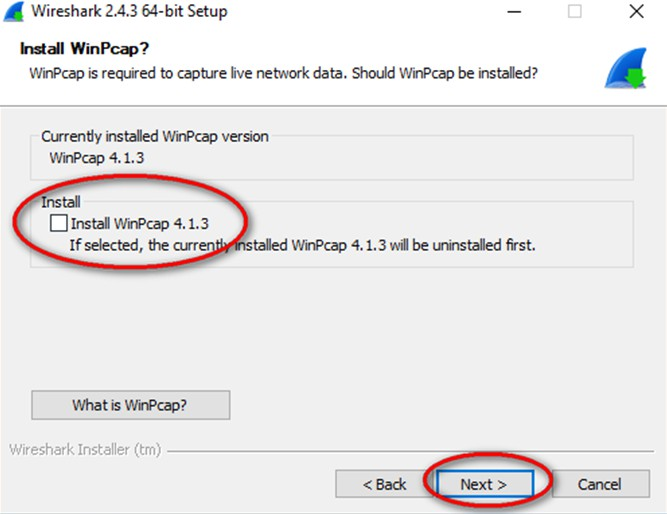 Wireshark 2.4.3 64-bit Setup
Install WinPcap?
WinPcap is required to capture live network data. Should WinPcap be installed?
Currently installed WinPcap version
WinPcap 4.1.3
Install
Install WinPcap 4.1.3
If selected, the currently installed WinPcap 4.1.3 will be uninstalled first.
What is WinPcap?
Wireshark Installer (tm)
< Back
Next >
Cancel